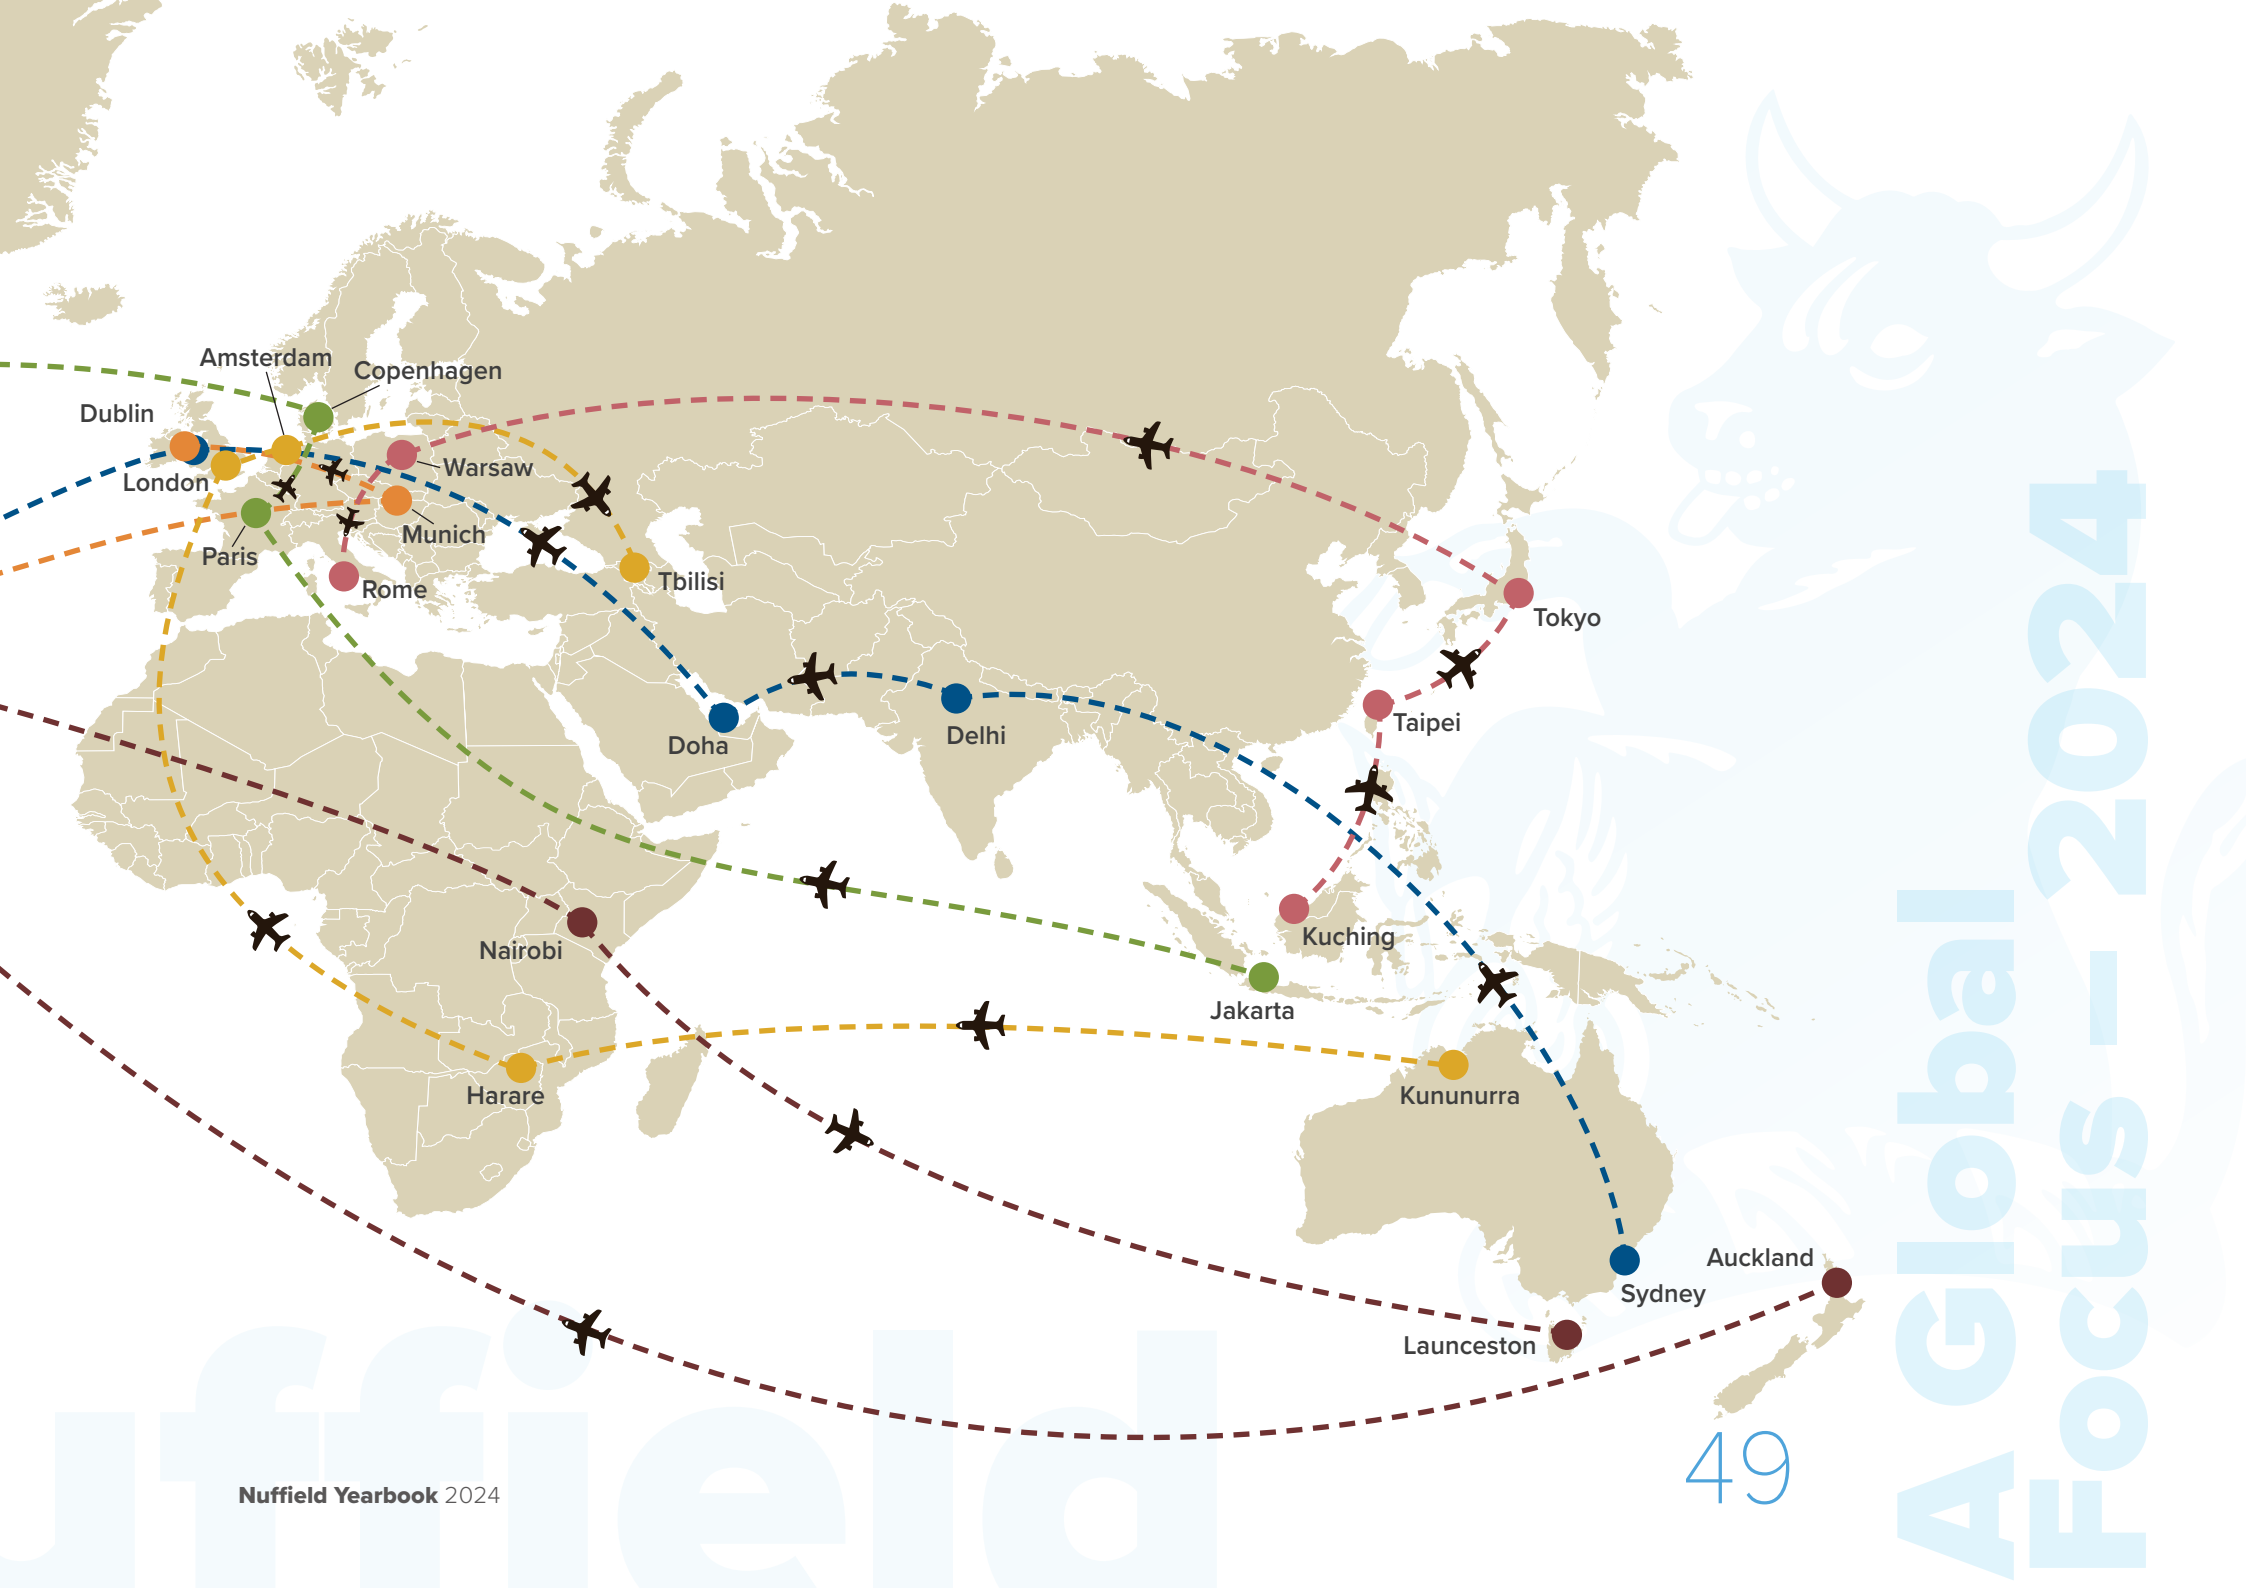 Amsterdam
Copenhagen
Dublin
London
Warsaw
Munich
Paris
Rome
Tbilisi
Tokyo
Taipei
Doha
Delhi
Nairobi
Kuching
Jakarta
Harare
Kununurra
Auckland
Sydney
Launceston
A Global
Focus – 2024
uffield
Nuffield Yearbook 2024
49